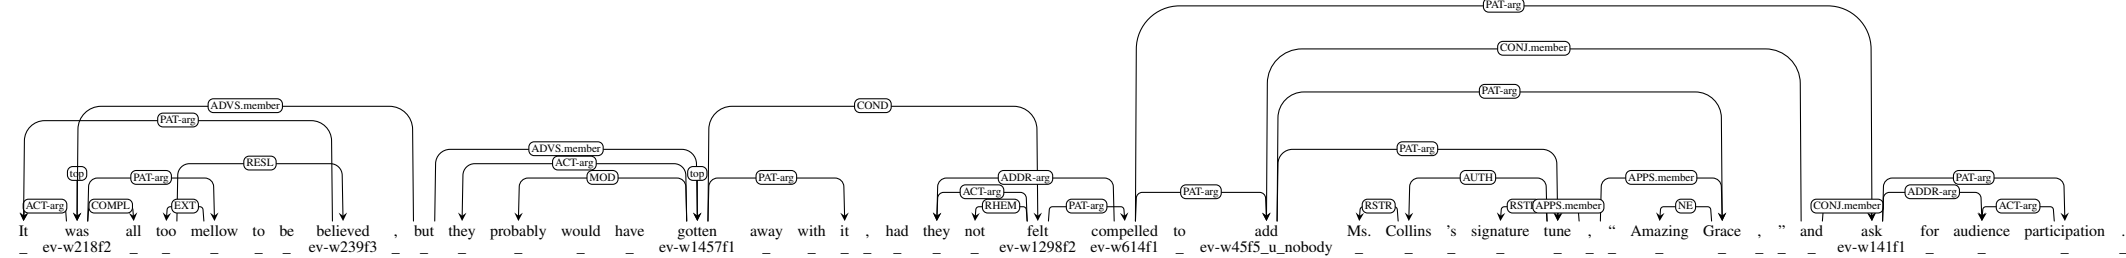 PAT-arg
CONJ.member
PAT-arg
ADVS.member COND
PAT-arg
ADVS.member PAT-arg
RESL ACT-arg
top PAT-arg MOD top PAT-arg ADDR-arg AUTH APPS.member PAT-arg
ACT-arg PAT-arg ADDR-arg
ACT-arg COMPL EXT RHEM PAT-arg RSTR RSTR APPS.member NE CONJ.member ACT-arg
It was all too mellow to be believed , but they probably would have gotten away with it , had they not felt compelled to add Ms. Collins 's signature tune , “ Amazing Grace , ” and ask for audience participation .
_ ev-w218f2 _ _ _ _ _ ev-w239f3 _ _ _ _ _ _ ev-w1457f1 _ _ _ _ _ _ _ ev-w1298f2 ev-w614f1 _ ev-w45f5_u_nobody _ _ _ _ _ _ _ _ _ _ _ _ ev-w141f1 _ _ _ _